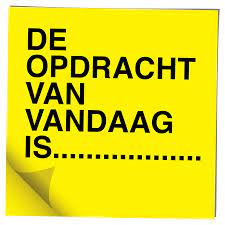 DE
OPDRACHT
VAN
VANDAAG
IS...................